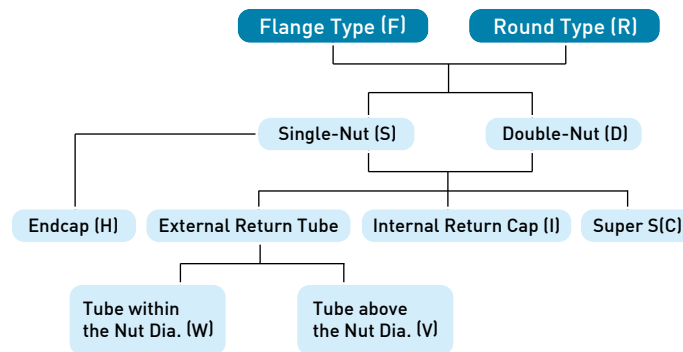 Flange Type (F)
Round Type (R)
Single-Nut (S)
Double-Nut (D)
Endcap (H)
External Return Tube
Internal Return Cap (I)
Super S(C)
Tube within
the Nut Dia. (W)
Tube above
the Nut Dia. (V)